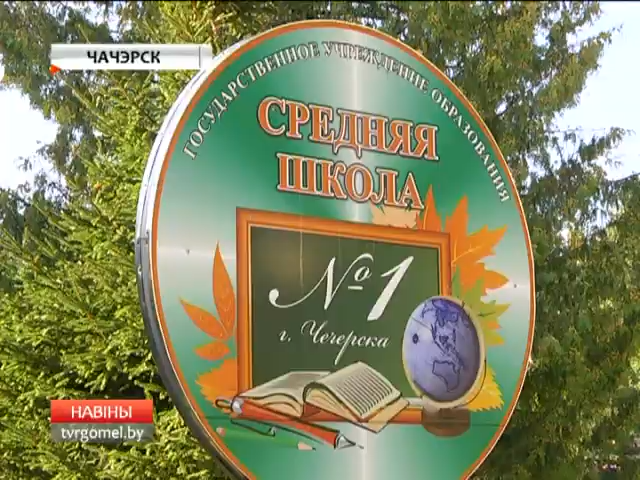 ЧАЧЭРСК
ГОСУДАРСТВЕННОЕ УЧРЕЖДЕНИЕ ОБРАЗОВАНИЯ
СРЕДНЯЯ
ШКОЛА
№1
г. Чечерска
НАВІНЫ
tvrgomel.by